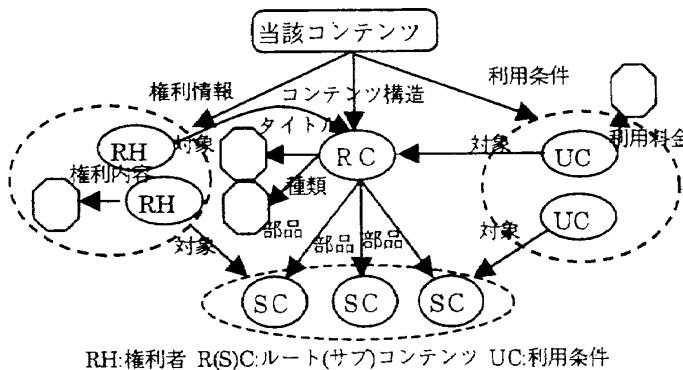 当該コンテンツ
利用条件
権利情報
コンテンツ構造
タイトル
利用料金
RH
対象
RC
対象
UC
権利内容
種類
RH
UC
部品
部品
部品
対象
対象
SC
SC
SC
RH:権利者 R(S)C:ルート(サブ)コンテンツ UC:利用条件